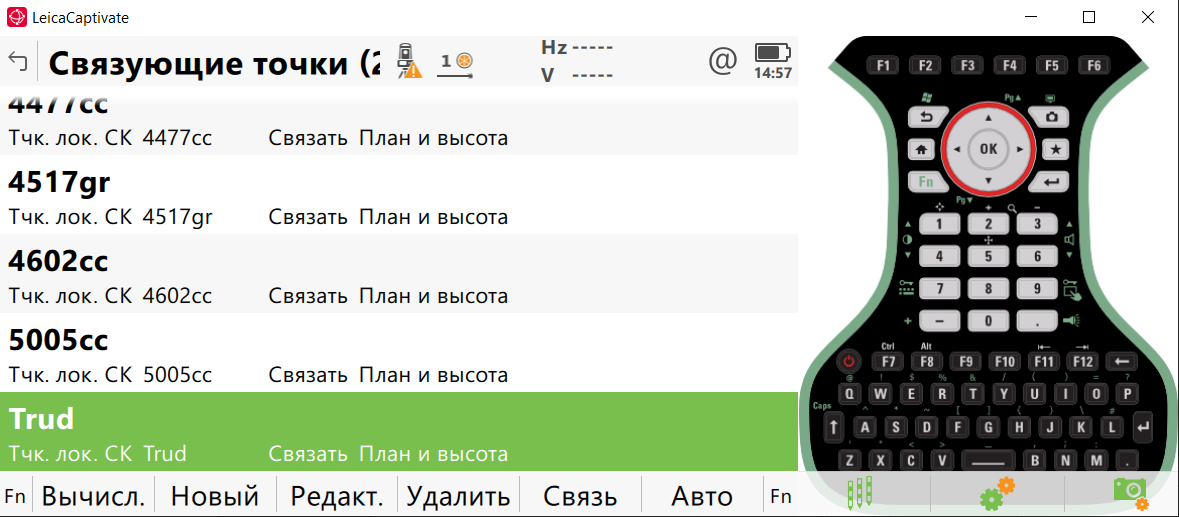 LeicaCaptivate
Связующие точки (2
1
Hz -----
V -----
@
14:57
4477cc
Тчк. лок. СК 4477cc Связать План и высота
4517gr
Тчк. лок. СК 4517gr Связать План и высота
4602cc
Тчк. лок. СК 4602cc Связать План и высота
5005cc
Тчк. лок. СК 5005cc Связать План и высота
Trud
Тчк. лок. СК Trud Связать План и высота
Fn Вычисл. Новый Редакт. Удалить Связь Авто Fn
F1 F2 F3 F4 F5 F6
Pg▲
OK
Fn
Pg▼
+ −
1 2 3
4 5 6
7 8 9
+ − 0 .
Ctrl Alt
F7 F8 F9 F10 F11 F12
@ ! $ % & / ( ) = ?
Q W E R T Y U I O P
Caps
^ * ~ [ ] { } \ #
A S D F G H J K L
' < > _ , ; :
Z X C V B N M .